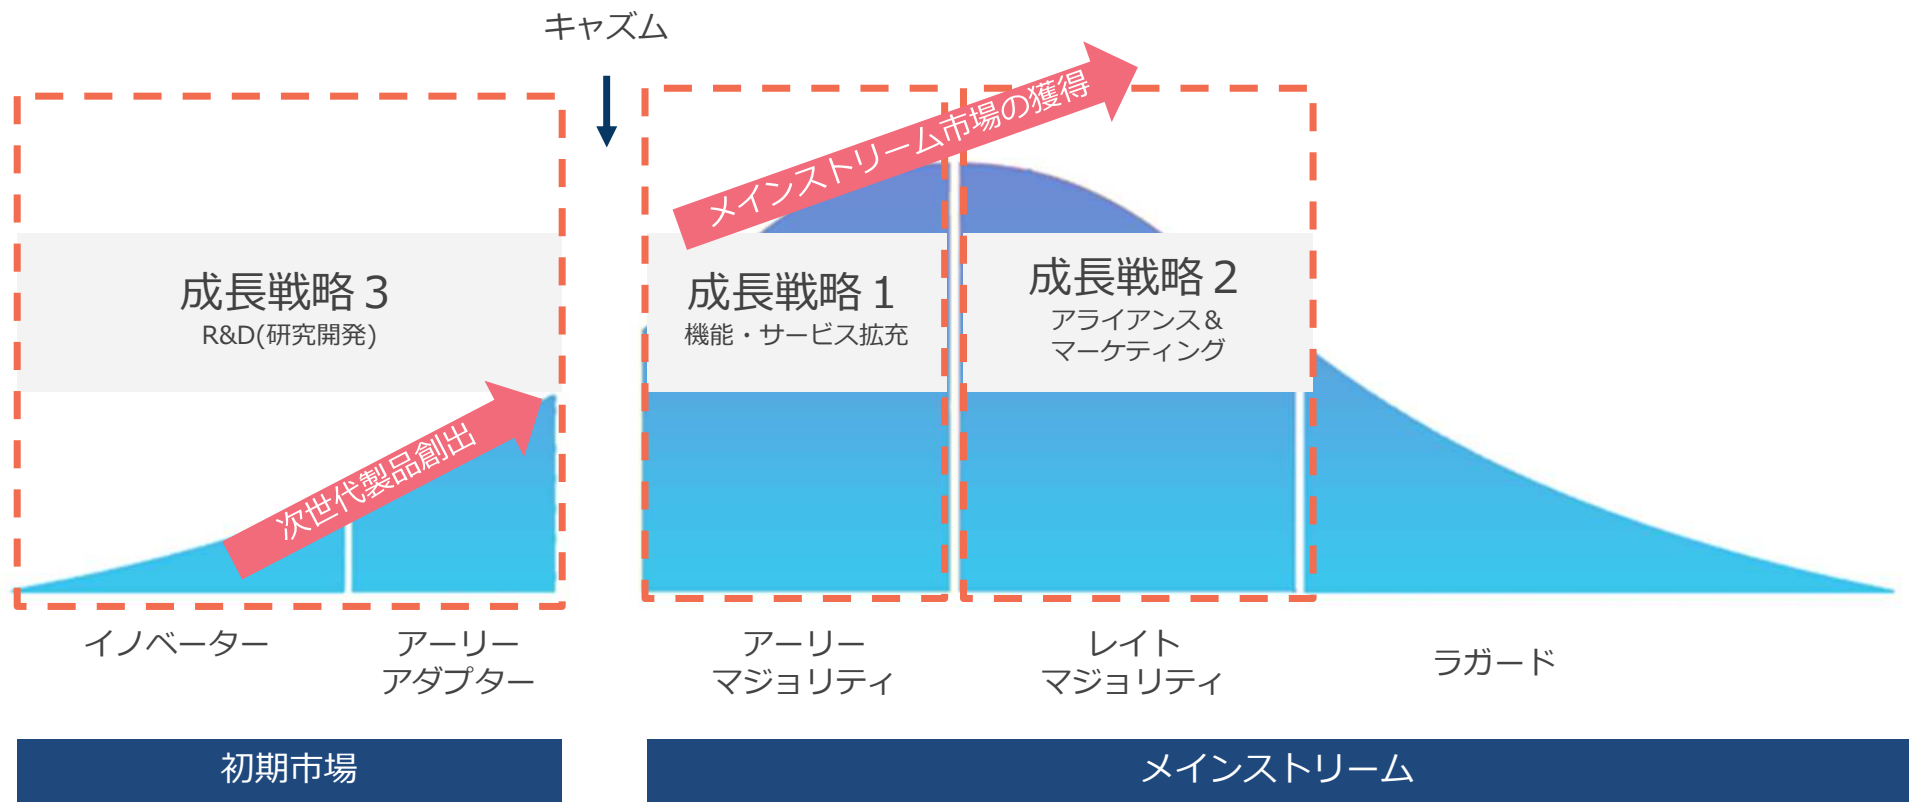 キャズム
メインストリーム市場の獲得
成長戦略３
R&D(研究開発)
成長戦略１
機能・サービス拡充
成長戦略２
アライアンス＆
マーケティング
次世代製品創出
イノベーター
アーリー
アダプター
アーリー
マジョリティ
レイト
マジョリティ
ラガード
初期市場
メインストリーム